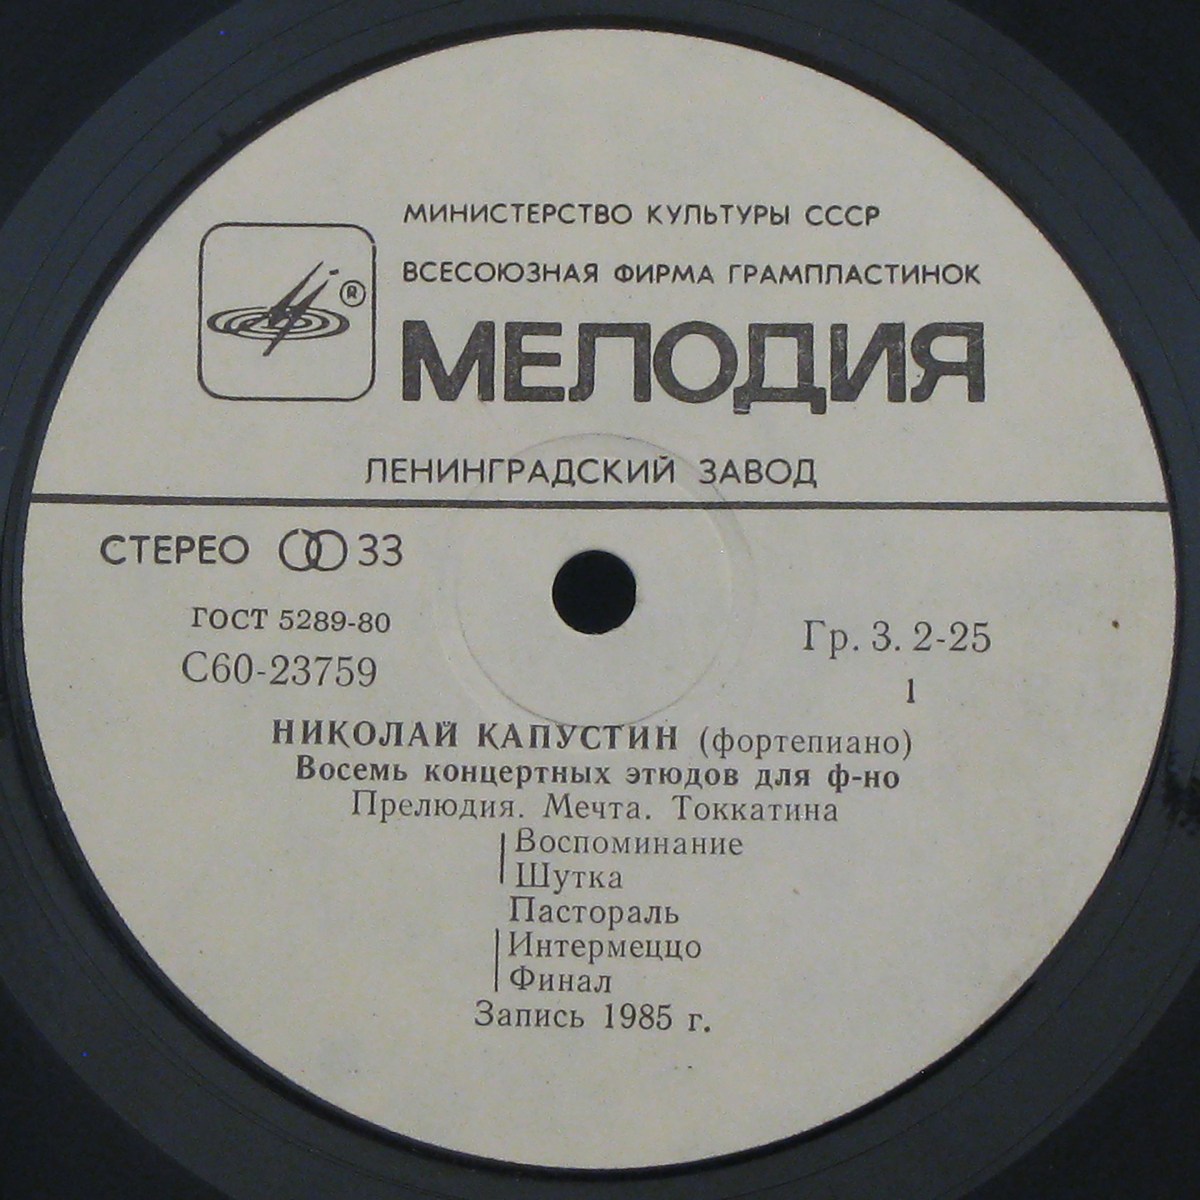 МИНИСТЕРСТВО КУЛЬТУРЫ СССР
ВСЕСОЮЗНАЯ ФИРМА ГРАМПЛАСТИНОК
®
МЕЛОДИЯ
ЛЕНИНГРАДСКИЙ ЗАВОД
СТЕРЕО 33
ГОСТ 5289-80
С60-23759
Гр. 3. 2-25
1
НИКОЛАЙ КАПУСТИН (фортепиано)
Восемь концертных этюдов для ф-но
Прелюдия. Мечта. Токкатина
Воспоминание
Шутка
Пастораль
Интермеццо
Финал
Запись 1985 г.